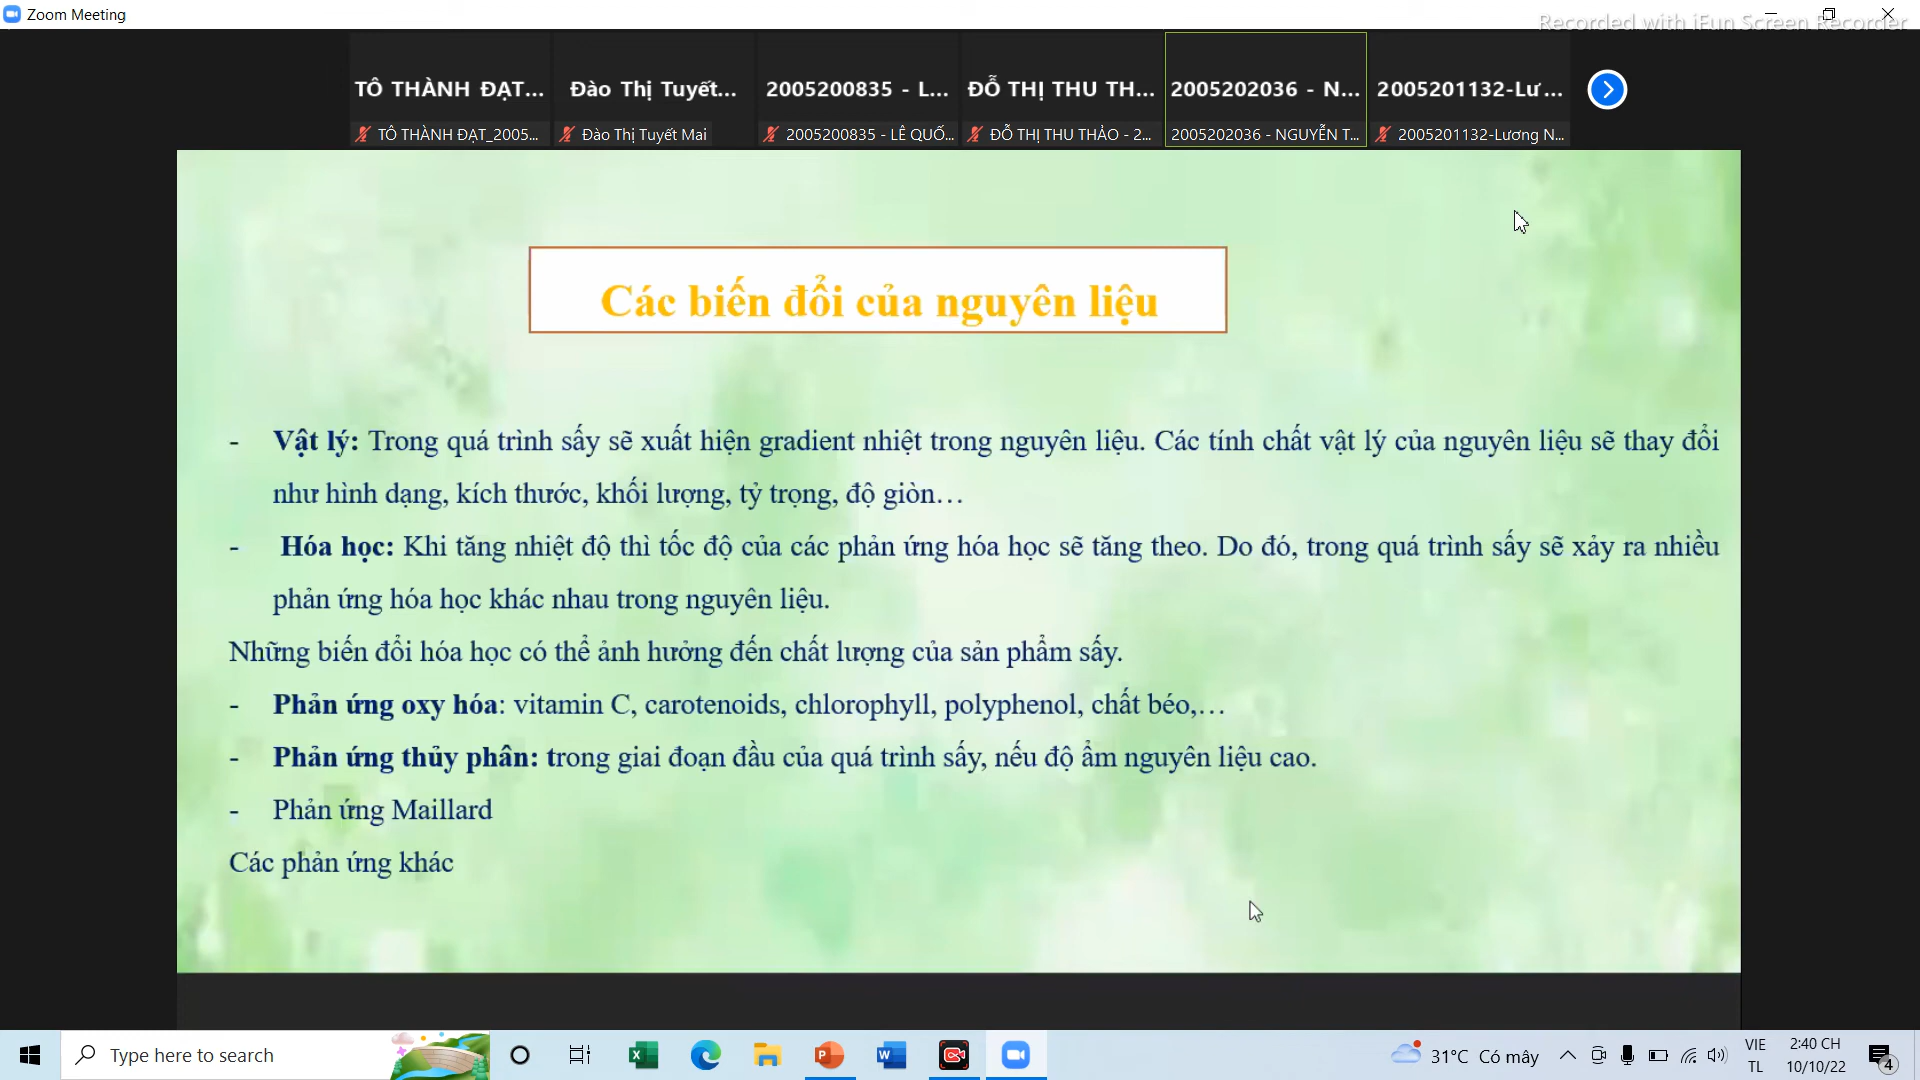 Zoom Meeting
Recorded with iFun Screen Recorder
TÔ THÀNH ĐẠT... Đào Thị Tuyết... 2005200835 - L... ĐỖ THỊ THU TH... 2005202036 - N... 2005201132-Lư...
TÔ THÀNH ĐẠT_2005... Đào Thị Tuyết Mai 2005200835 - LÊ QUỐ... ĐỖ THỊ THU THẢO - 2... 2005202036 - NGUYỄN T... 2005201132-Lương N...
Các biến đổi của nguyên liệu
- Vật lý: Trong quá trình sấy sẽ xuất hiện gradient nhiệt trong nguyên liệu. Các tính chất vật lý của nguyên liệu sẽ thay đổi
như hình dạng, kích thước, khối lượng, tỷ trọng, độ giòn…
- Hóa học: Khi tăng nhiệt độ thì tốc độ của các phản ứng hóa học sẽ tăng theo. Do đó, trong quá trình sấy sẽ xảy ra nhiều
phản ứng hóa học khác nhau trong nguyên liệu.
Những biến đổi hóa học có thể ảnh hưởng đến chất lượng của sản phẩm sấy.
- Phản ứng oxy hóa: vitamin C, carotenoids, chlorophyll, polyphenol, chất béo,…
- Phản ứng thủy phân: trong giai đoạn đầu của quá trình sấy, nếu độ ẩm nguyên liệu cao.
- Phản ứng Maillard
Các phản ứng khác
Type here to search
31°C Có mây
VIE
TL
2:40 CH
10/10/22
4